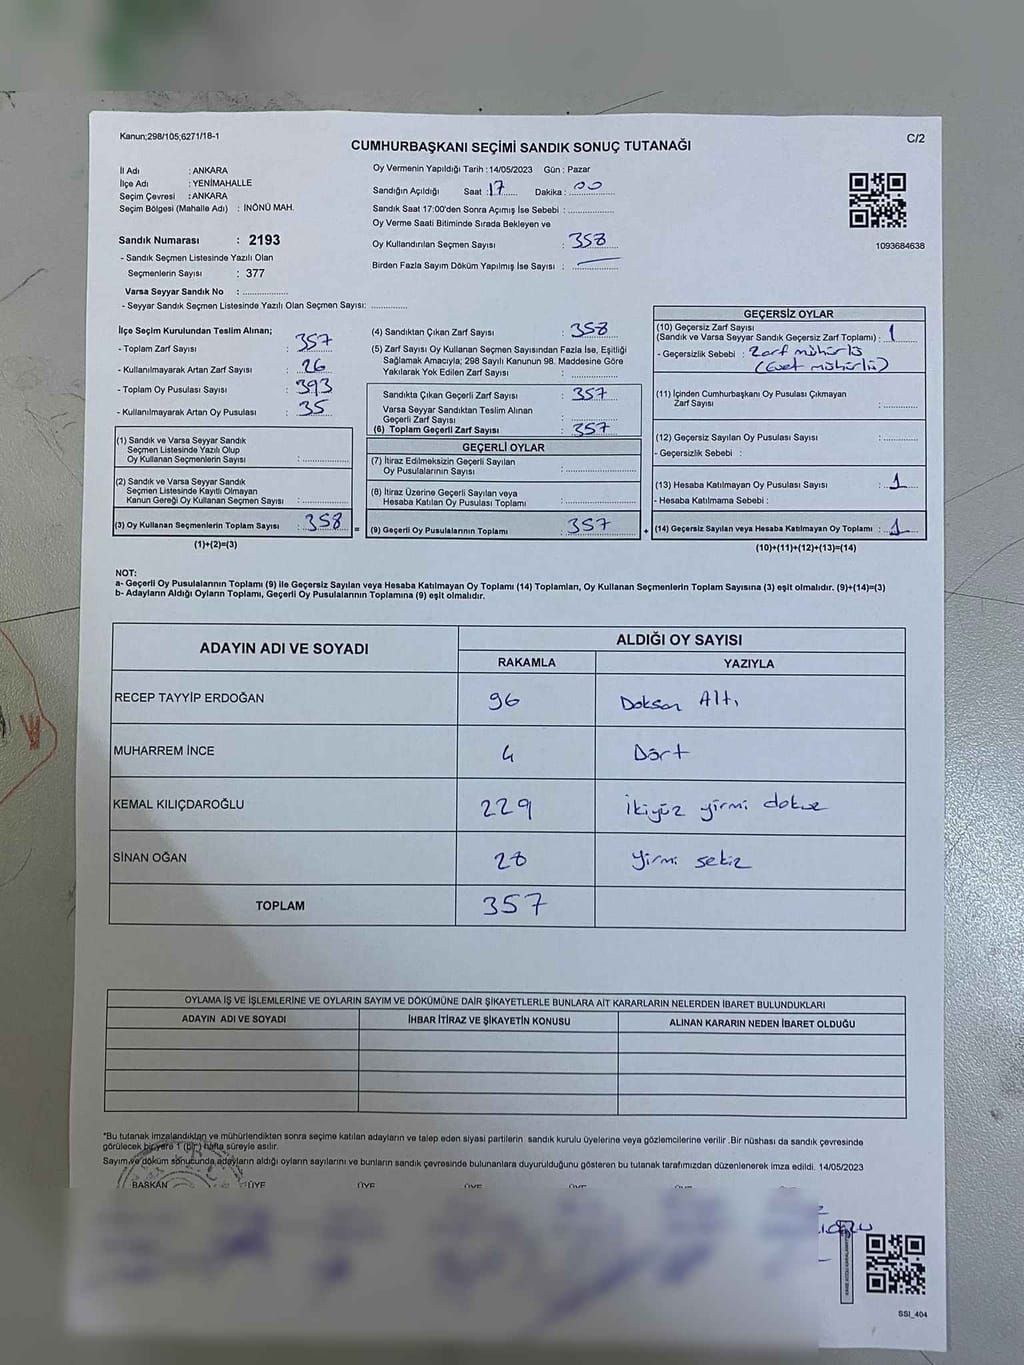 Kanun;298/105;6271/18-1
C/2
CUMHURBAŞKANI SEÇİMİ SANDIK SONUÇ TUTANAĞI
İl Adı : ANKARA
İlçe Adı : YENİMAHALLE
Seçim Çevresi : ANKARA
Seçim Bölgesi (Mahalle Adı) : İNÖNÜ MAH.
Sandık Numarası : 2193
- Sandık Seçmen Listesinde Yazılı Olan
Seçmenlerin Sayısı : 377
Varsa Seyyar Sandık No :
- Seyyar Sandık Seçmen Listesinde Yazılı Olan Seçmen Sayısı:
Oy Vermenin Yapıldığı Tarih :14/05/2023 Gün : Pazar
Sandığın Açıldığı Saat :17 Dakika : 00
Sandık Saat 17:00'den Sonra Açımış İse Sebebi :
Oy Verme Saati Bitiminde Sırada Bekleyen ve
Oy Kullandırılan Seçmen Sayısı : 358
Birden Fazla Sayım Döküm Yapılmış İse Sayısı :
1093684638
İlçe Seçim Kurulundan Teslim Alınan;
- Toplam Zarf Sayısı : 357
- Kullanılmayarak Artan Zarf Sayısı : 26
- Toplam Oy Pusulası Sayısı : 393
- Kullanılmayarak Artan Oy Pusulası : 35
(1) Sandık ve Varsa Seyyar Sandık
Seçmen Listesinde Yazılı Olup
Oy Kullanan Seçmenlerin Sayısı :
(2) Sandık ve Varsa Seyyar Sandık
Seçmen Listesinde Kayıtlı Olmayan
Kanun Gereği Oy Kullanan Seçmen Sayısı :
(3) Oy Kullanan Seçmenlerin Toplam Sayısı : 358
(1)+(2)=(3)
(4) Sandıktan Çıkan Zarf Sayısı : 358
(5) Zarf Sayısı Oy Kullanan Seçmen Sayısından Fazla İse, Eşitliği
Sağlamak Amacıyla; 298 Sayılı Kanunun 98. Maddesine Göre
Yakılarak Yok Edilen Zarf Sayısı :
Sandıkta Çıkan Geçerli Zarf Sayısı : 357
Varsa Seyyar Sandıktan Teslim Alınan
Geçerli Zarf Sayısı :
(6) Toplam Geçerli Zarf Sayısı : 357
GEÇERLİ OYLAR
(7) İtiraz Edilmeksizin Geçerli Sayılan
Oy Pusulalarının Sayısı :
(8) İtiraz Üzerine Geçerli Sayılan veya
Hesaba Katılan Oy Pusulası Toplamı :
(9) Geçerli Oy Pusulalarının Toplamı : 357
=
+
GEÇERSİZ OYLAR
(10) Geçersiz Zarf Sayısı
(Sandık ve Varsa Seyyar Sandık Geçersiz Zarf Toplamı) : 1
- Geçersizlik Sebebi : Zarf mühürlü
(Evet mühürlü)
(11) İçinden Cumhurbaşkanı Oy Pusulası Çıkmayan
Zarf Sayısı :
(12) Geçersiz Sayılan Oy Pusulası Sayısı :
- Geçersizlik Sebebi :
(13) Hesaba Katılmayan Oy Pusulası Sayısı : 1
- Hesaba Katılmama Sebebi :
(14) Geçersiz Sayılan veya Hesaba Katılmayan Oy Toplamı : 1
(10)+(11)+(12)+(13)=(14)
NOT:
a- Geçerli Oy Pusulalarının Toplamı (9) ile Geçersiz Sayılan veya Hesaba Katılmayan Oy Toplamı (14) Toplamları, Oy Kullanan Seçmenlerin Toplam Sayısına (3) eşit olmalıdır. (9)+(14)=(3)
b- Adayların Aldığı Oyların Toplamı, Geçerli Oy Pusulalarının Toplamına (9) eşit olmalıdır.
ADAYIN ADI VE SOYADI
ALDIĞI OY SAYISI
RAKAMLA YAZIYLA
RECEP TAYYİP ERDOĞAN 96 Doksan Altı
MUHARREM İNCE 4 Dört
KEMAL KILIÇDAROĞLU 229 ikiyüz yirmi dokuz
SİNAN OĞAN 28 Yirmi sekiz
TOPLAM 357
OYLAMA İŞ VE İŞLEMLERİNE VE OYLARIN SAYIM VE DÖKÜMÜNE DAİR ŞİKAYETLERLE BUNLARA AİT KARARLARIN NELERDEN İBARET BULUNDUKLARI
ADAYIN ADI VE SOYADI İHBAR İTİRAZ VE ŞİKAYETİN KONUSU ALINAN KARARIN NEDEN İBARET OLDUĞU
*Bu tutanak imzalandıktan ve mühürlendikten sonra seçime katılan adayların ve talep eden siyasi partilerin sandık kurulu üyelerine veya gözlemcilerine verilir .Bir nüshası da sandık çevresinde
görülecek bir yere 1 (bir) hafta süreyle asılır.
Sayım ve döküm sonucunda adayların aldığı oyların sayılarını ve bunların sandık çevresinde bulunanlara duyurulduğunu gösteren bu tutanak tarafımızdan düzenlenerek imza edildi. 14/05/2023
BAŞKAN ÜYE ÜYE ÜYE ÜYE ÜYE
SSI_404